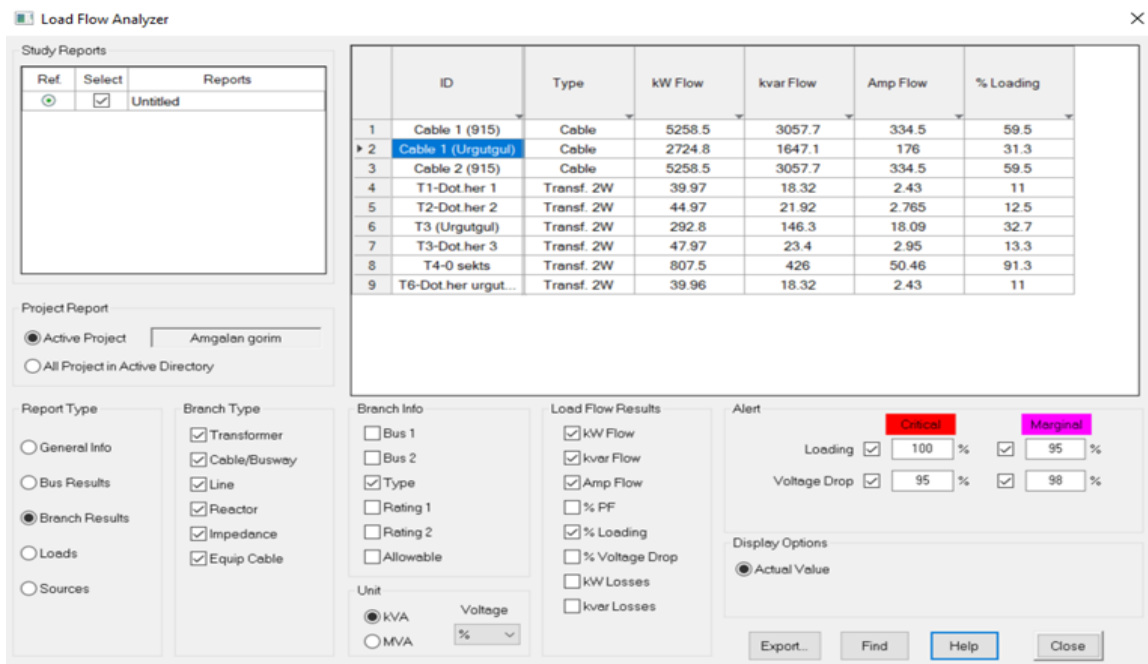 Load Flow Analyzer
Study Reports
Ref. Select Reports
Untitled
ID Type kW Flow kvar Flow Amp Flow % Loading
1 Cable 1 (915) Cable 5258.5 3057.7 334.5 59.5
2 Cable 1 (Urgutgul) Cable 2724.8 1647.1 176 31.3
3 Cable 2 (915) Cable 5258.5 3057.7 334.5 59.5
4 T1-Dot.her 1 Transf. 2W 39.97 18.32 2.43 11
5 T2-Dot.her 2 Transf. 2W 44.97 21.92 2.765 12.5
6 T3 (Urgutgul) Transf. 2W 292.8 146.3 18.09 32.7
7 T3-Dot.her 3 Transf. 2W 47.97 23.4 2.95 13.3
8 T4-0 sekts Transf. 2W 807.5 426 50.46 91.3
9 T6-Dot.her urgut... Transf. 2W 39.96 18.32 2.43 11
Project Report
Active Project Amgalan gorim
All Project in Active Directory
Report Type
General Info
Bus Results
Branch Results
Loads
Sources
Branch Type
Transformer
Cable/Busway
Line
Reactor
Impedance
Equip Cable
Branch Info
Bus 1
Bus 2
Type
Rating 1
Rating 2
Allowable
Unit
kVA
MVA
Voltage
%
Load Flow Results
kW Flow
kvar Flow
Amp Flow
% PF
% Loading
% Voltage Drop
kW Losses
kvar Losses
Alert
Critical Marginal
Loading 100 % 95 %
Voltage Drop 95 % 98 %
Display Options
Actual Value
Export... Find Help Close